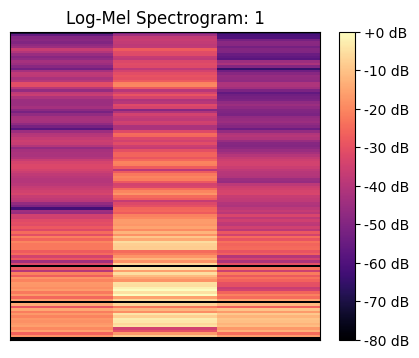 Log-Mel Spectrogram: 1
+0 dB
-10 dB
-20 dB
-30 dB
-40 dB
-50 dB
-60 dB
-70 dB
-80 dB